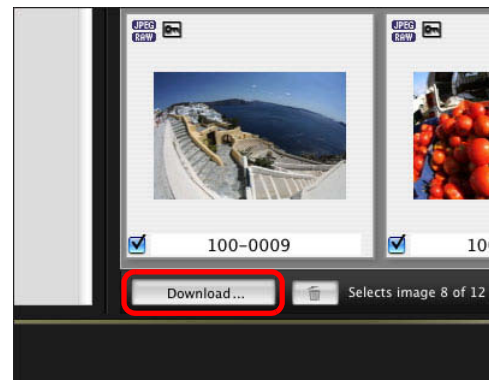 JPEG
RAW
JPEG
RAW
100-0009
10
Download...
Selects image 8 of 12